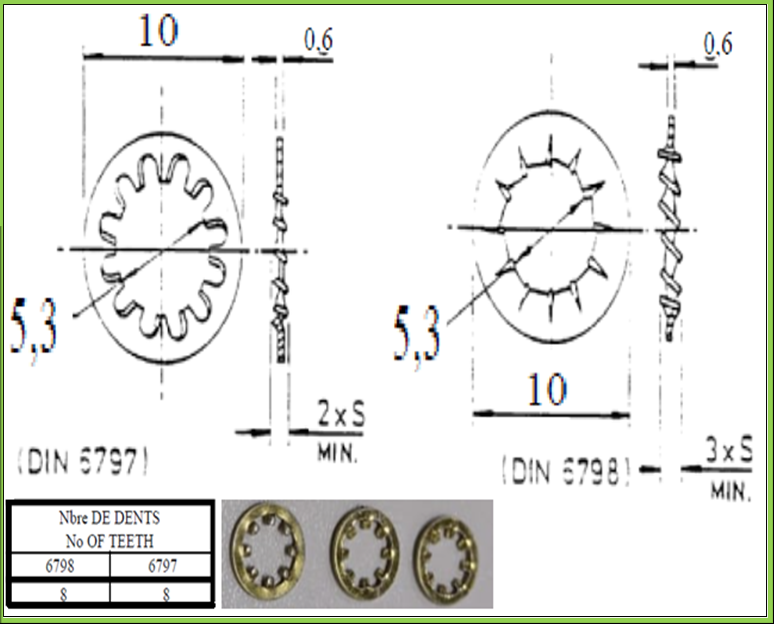 10
0,6
5,3
2 x S
MIN.
(DIN 6797)
0,6
5,3
10
(DIN 6798)
3 x S
MIN.
Nbre DE DENTS
No OF TEETH
6798 6797
8 8